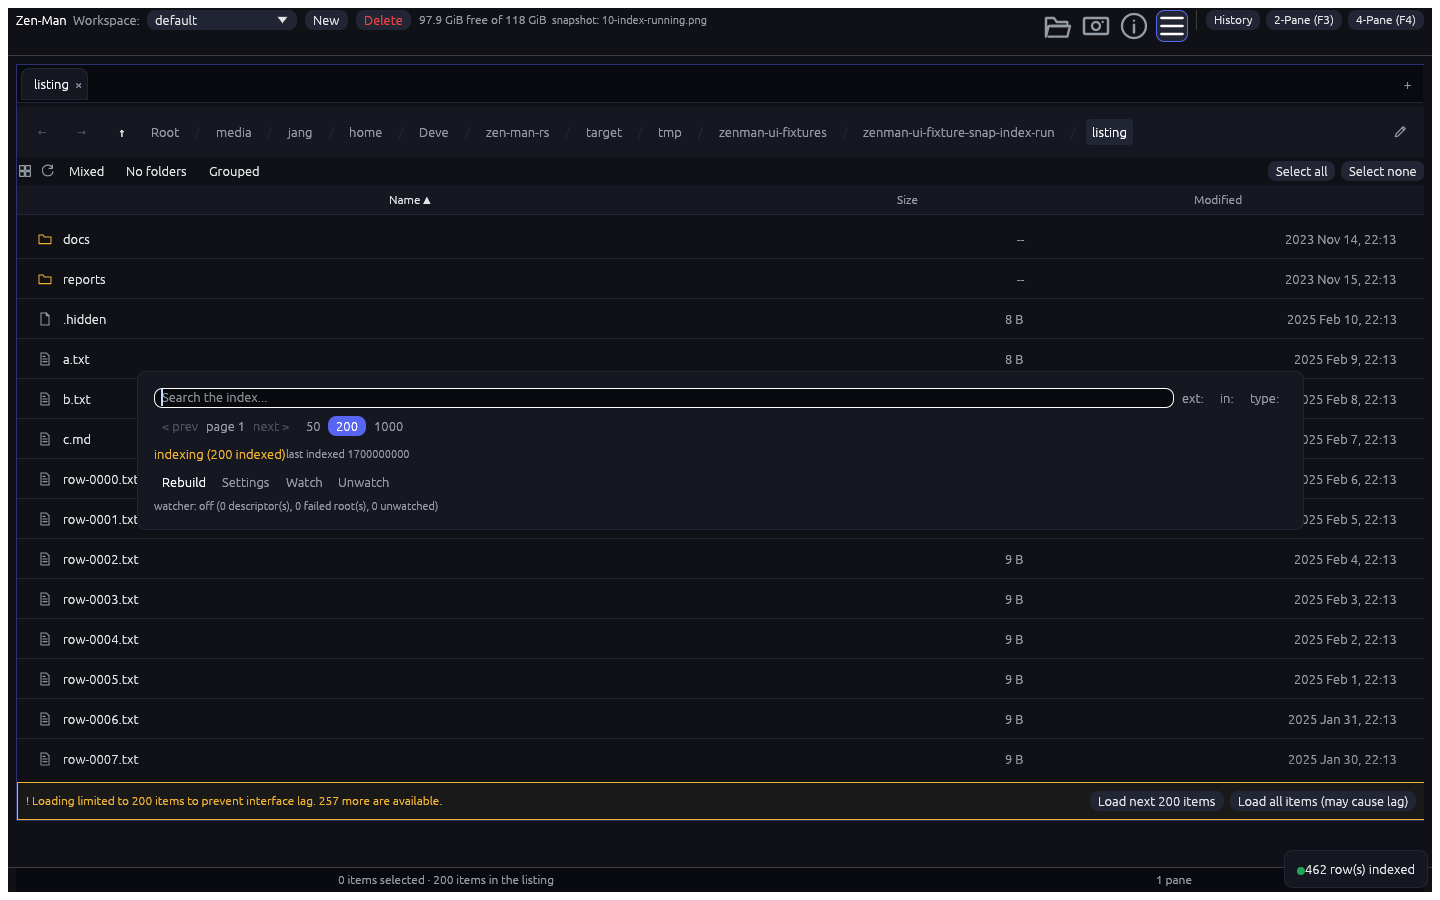 Zen-Man Workspace: default New Delete 97.9 GiB free of 118 GiB snapshot: 10-index-running.png History 2-Pane (F3) 4-Pane (F4)
listing × +
← → ↑ Root / media / jang / home / Deve / zen-man-rs / target / tmp / zenman-ui-fixtures / zenman-ui-fixture-snap-index-run / listing
Mixed No folders Grouped Select all Select none
Name ▲ Size Modified
docs -- 2023 Nov 14, 22:13
reports -- 2023 Nov 15, 22:13
.hidden 8 B 2025 Feb 10, 22:13
a.txt 8 B 2025 Feb 9, 22:13
b.txt 025 Feb 8, 22:13
Search the index... ext: in: type:
< prev page 1 next > 50 200 1000
c.md 025 Feb 7, 22:13
indexing (200 indexed)last indexed 1700000000
row-0000.txt 025 Feb 6, 22:13
Rebuild Settings Watch Unwatch
watcher: off (0 descriptor(s), 0 failed root(s), 0 unwatched)
row-0001.txt 025 Feb 5, 22:13
row-0002.txt 9 B 2025 Feb 4, 22:13
row-0003.txt 9 B 2025 Feb 3, 22:13
row-0004.txt 9 B 2025 Feb 2, 22:13
row-0005.txt 9 B 2025 Feb 1, 22:13
row-0006.txt 9 B 2025 Jan 31, 22:13
row-0007.txt 9 B 2025 Jan 30, 22:13
! Loading limited to 200 items to prevent interface lag. 257 more are available. Load next 200 items Load all items (may cause lag)
0 items selected · 200 items in the listing 1 pane
462 row(s) indexed